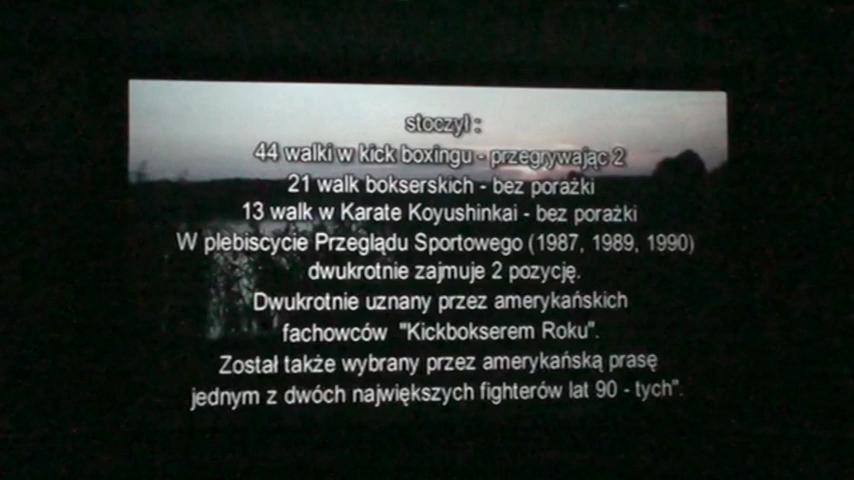 stoczył :
44 walki w kick boxingu - przegrywając 2
21 walk bokserskich - bez porażki
13 walk w Karate Koyushinkai - bez porażki
W plebiscycie Przeglądu Sportowego (1987, 1989, 1990)
dwukrotnie zajmuje 2 pozycję.
Dwukrotnie uznany przez amerykańskich
fachowców "Kickbokserem Roku".
Został także wybrany przez amerykańską prasę
jednym z dwóch największych fighterów lat 90 - tych".